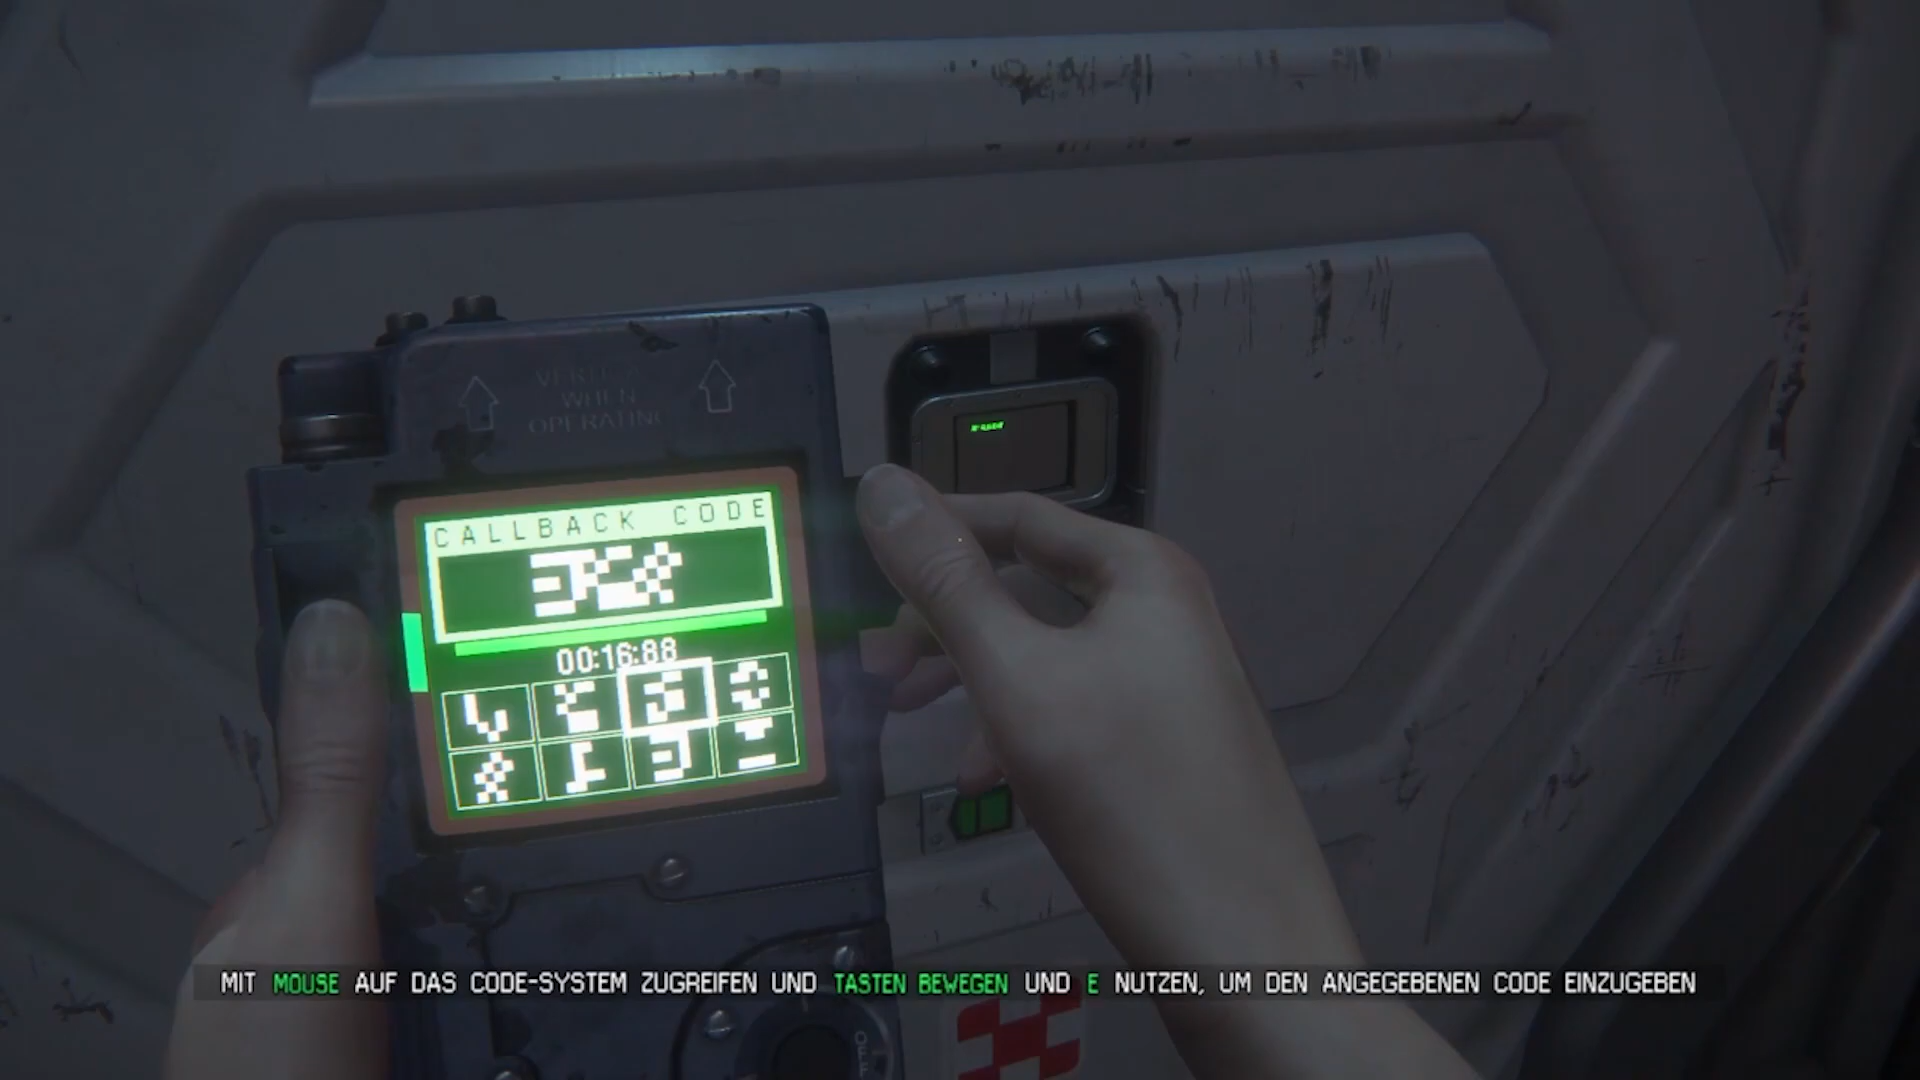 WHEN
CALLBACK CODE
00:16:88
MIT MOUSE AUF DAS CODE-SYSTEM ZUGREIFEN UND TASTEN BEWEGEN UND E NUTZEN, UM DEN ANGEGEBENEN CODE EINZUGEBEN